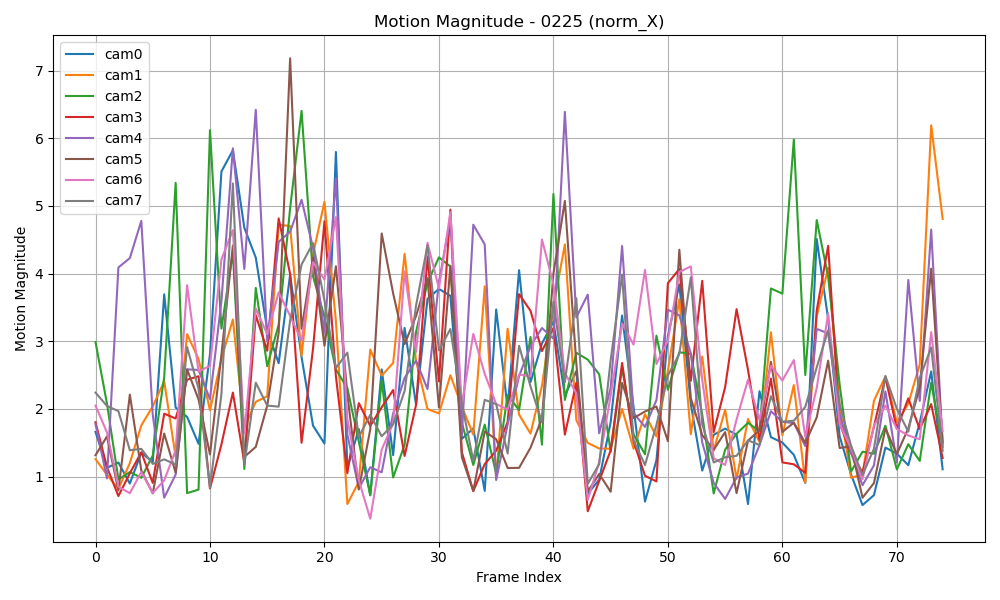 Motion Magnitude - 0225 (norm_X)
cam0
cam1
cam2
cam3
cam4
cam5
cam6
cam7
Motion Magnitude
7
6
5
4
3
2
1
0 10 20 30 40 50 60 70
Frame Index